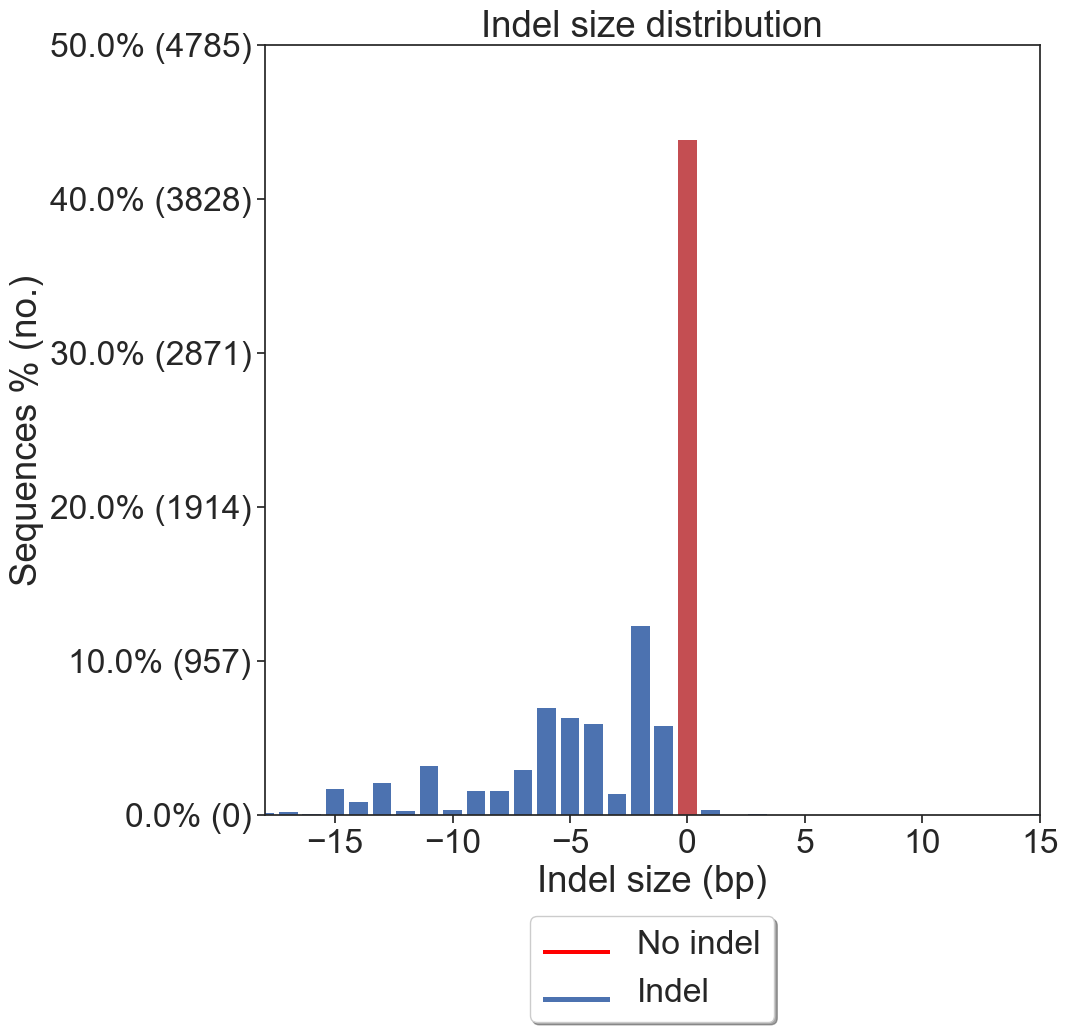 Indel size distribution
50.0% (4785)
40.0% (3828)
30.0% (2871)
20.0% (1914)
10.0% (957)
0.0% (0)
Sequences % (no.)
−15 −10 −5 0 5 10 15
Indel size (bp)
No indel
Indel